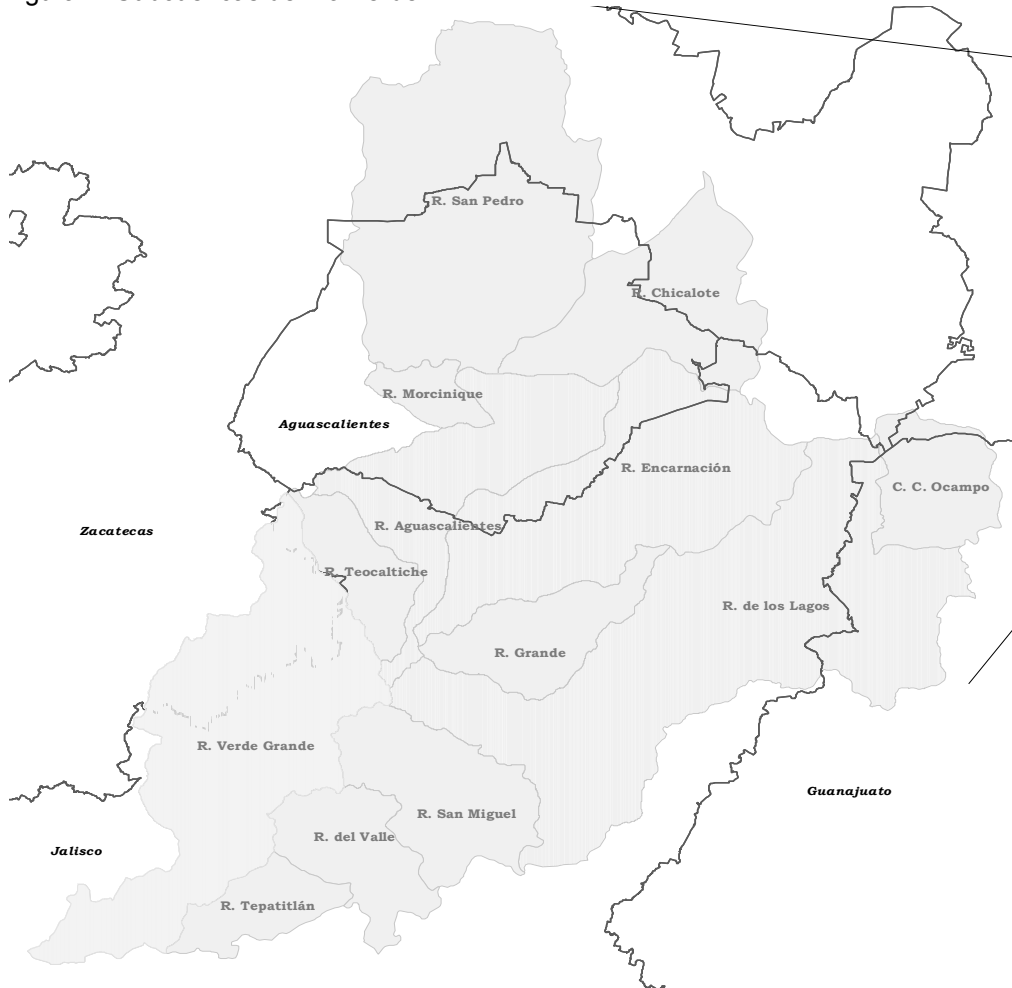 R. San Pedro
R. Chicalote
R. Morcinique
Aguascalientes
R. Encarnación
C. C. Ocampo
Zacatecas
R. Aguascalientes
R. Teocaltiche
R. de los Lagos
R. Grande
R. Verde Grande
Guanajuato
R. San Miguel
R. del Valle
Jalisco
R. Tepatitlán